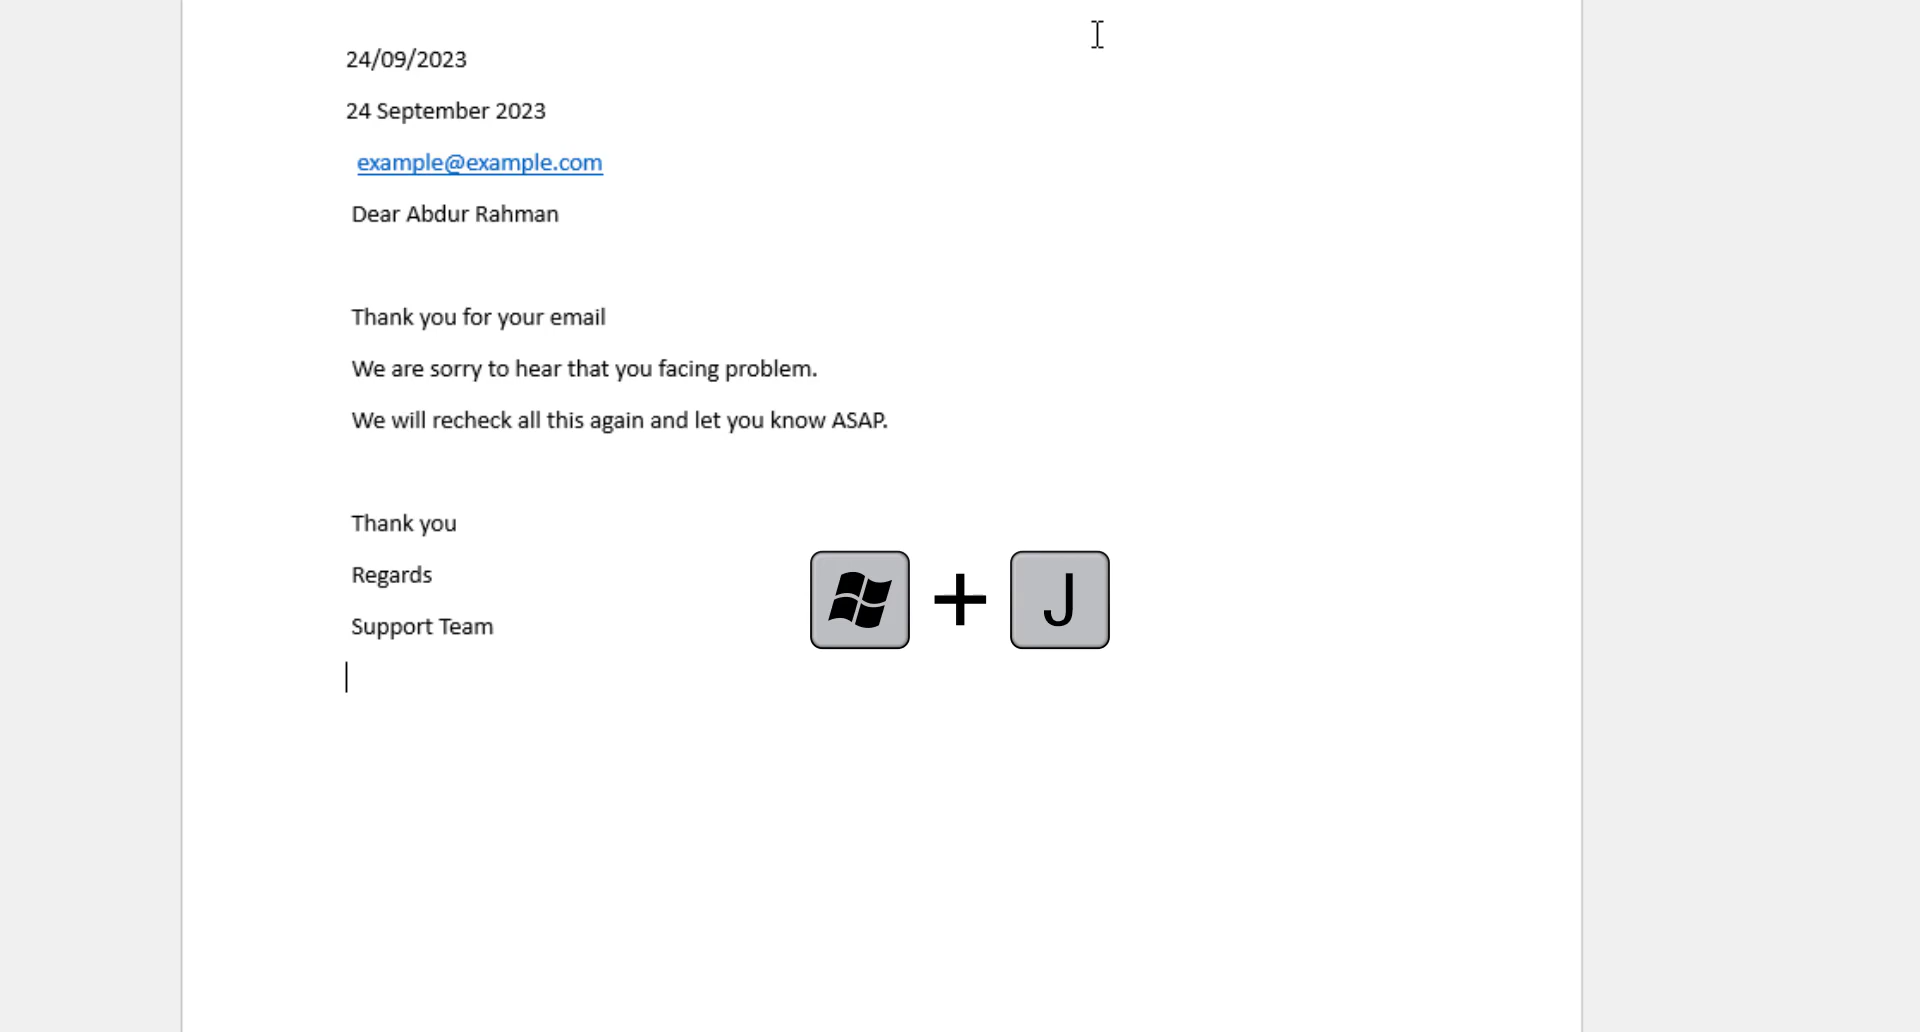 24/09/2023
24 September 2023
example@example.com
Dear Abdur Rahman
Thank you for your email
We are sorry to hear that you facing problem.
We will recheck all this again and let you know ASAP.
Thank you
Regards
Support Team
+ J